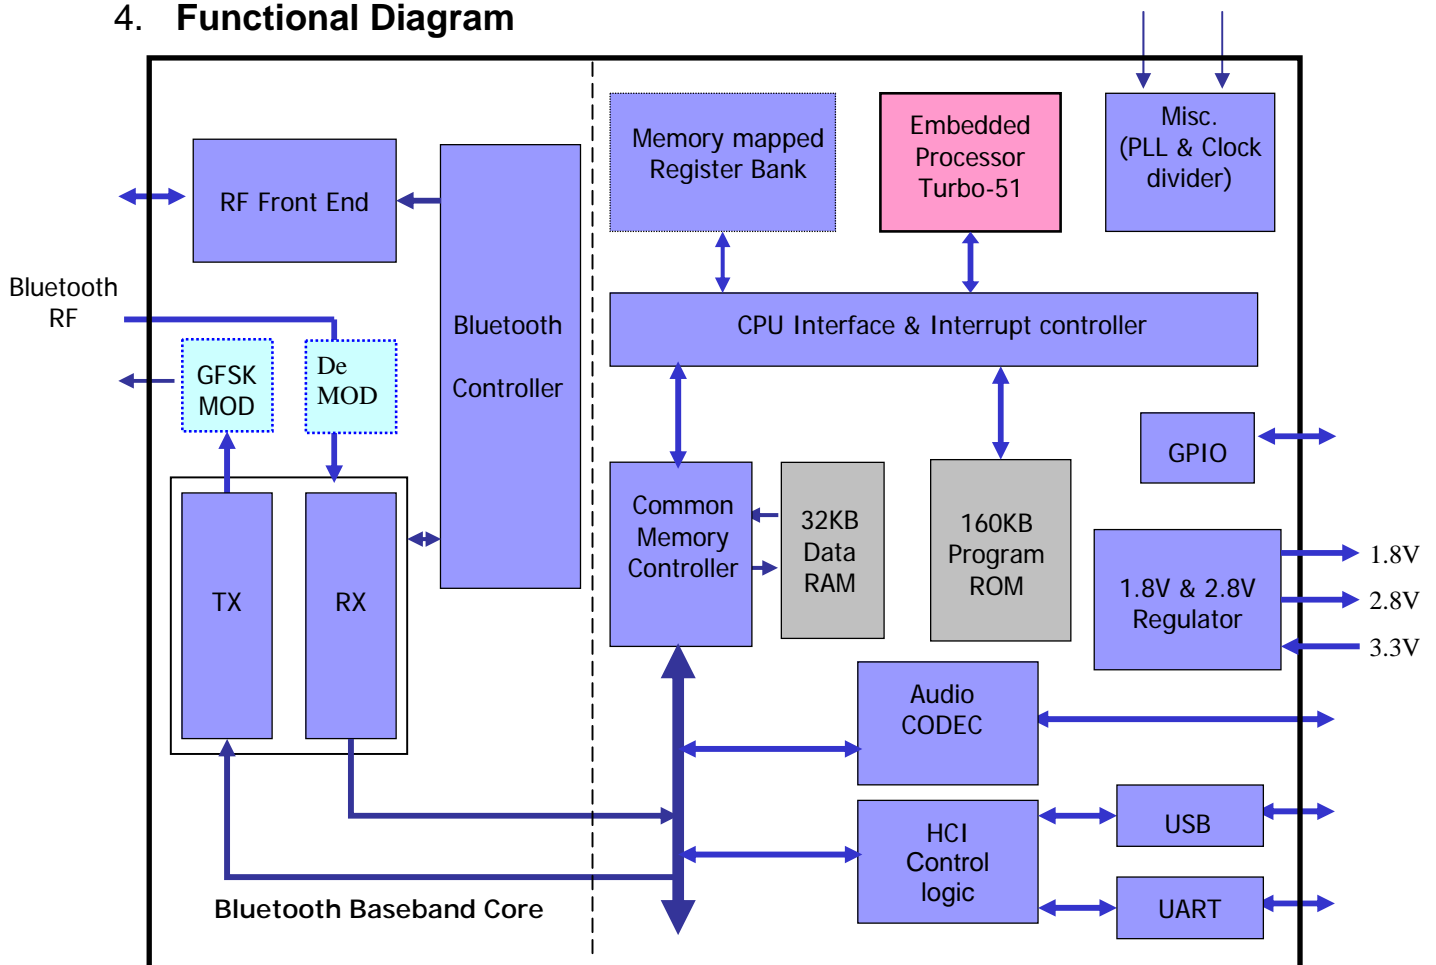 4. Functional Diagram
Memory mapped
Register Bank
Embedded
Processor
Turbo-51
Misc.
(PLL & Clock
divider)
RF Front End
Bluetooth
RF
Bluetooth
Controller
CPU Interface & Interrupt controller
GFSK
MOD
De
MOD
GPIO
Common
Memory
Controller
32KB
Data
RAM
160KB
Program
ROM
1.8V & 2.8V
Regulator
1.8V
2.8V
3.3V
TX
RX
Audio
CODEC
HCI
Control
logic
USB
UART
Bluetooth Baseband Core